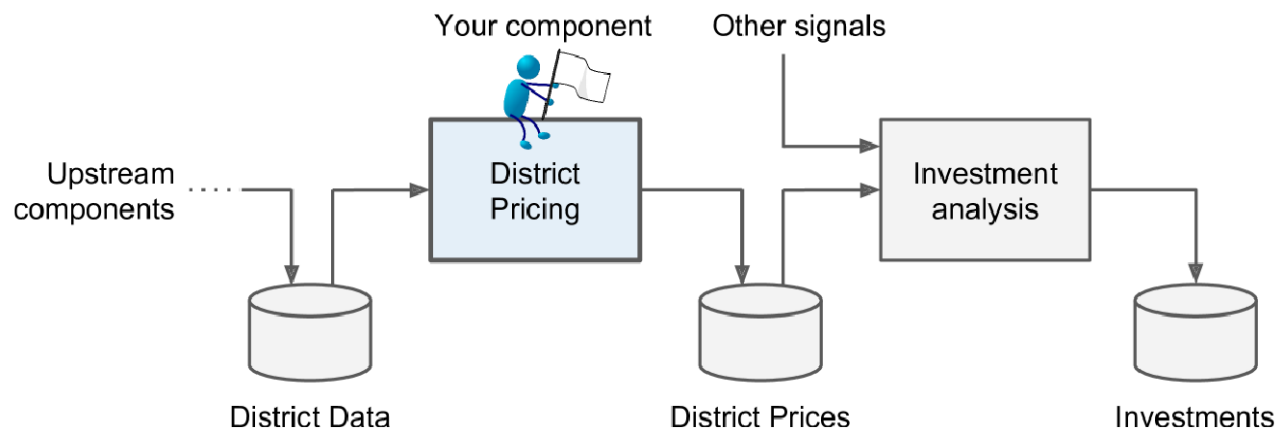 Your component
Other signals
Upstream
components
District
Pricing
Investment
analysis
District Data
District Prices
Investments